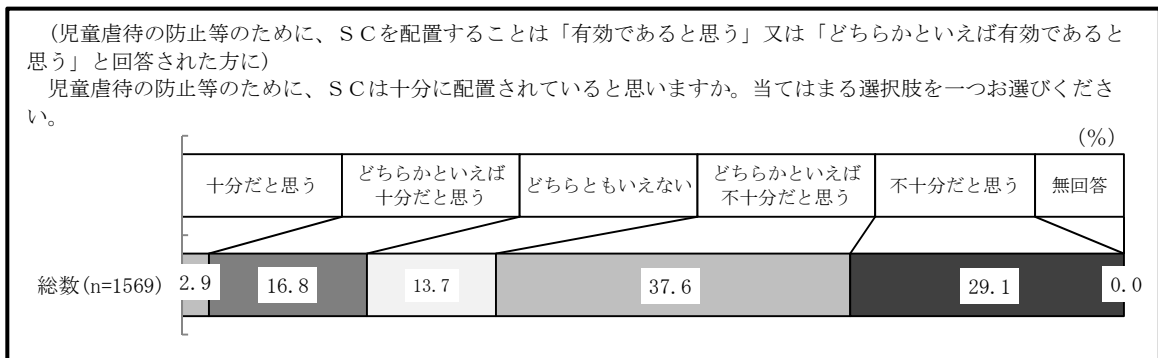 (児童虐待の防止等のために、SCを配置することは「有効であると思う」又は「どちらかといえば有効であると
思う」と回答された方に)
児童虐待の防止等のために、SCは十分に配置されていると思いますか。当てはまる選択肢を一つお選びくださ
い。
(%)
十分だと思う
どちらかといえば
十分だと思う
どちらともいえない
どちらかといえば
不十分だと思う
不十分だと思う
無回答
総数(n=1569) 2.9 16.8 13.7 37.6 29.1 0.0